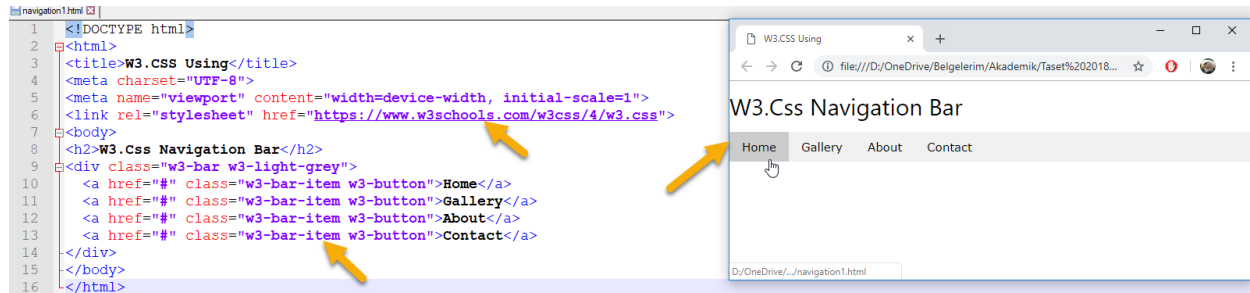 navigation1.html
1 <!DOCTYPE html>
2 <html>
3 <title>W3.CSS Using</title>
4 <meta charset="UTF-8">
5 <meta name="viewport" content="width=device-width, initial-scale=1">
6 <link rel="stylesheet" href="https://www.w3schools.com/w3css/4/w3.css">
7 <body>
8 <h2>W3.Css Navigation Bar</h2>
9 <div class="w3-bar w3-light-grey">
10 <a href="#" class="w3-bar-item w3-button">Home</a>
11 <a href="#" class="w3-bar-item w3-button">Gallery</a>
12 <a href="#" class="w3-bar-item w3-button">About</a>
13 <a href="#" class="w3-bar-item w3-button">Contact</a>
14 </div>
15 </body>
16 </html>
W3.CSS Using
file:///D:/OneDrive/Belgelerim/Akademik/Taset%202018...
W3.Css Navigation Bar
Home Gallery About Contact
D:/OneDrive/.../navigation1.html